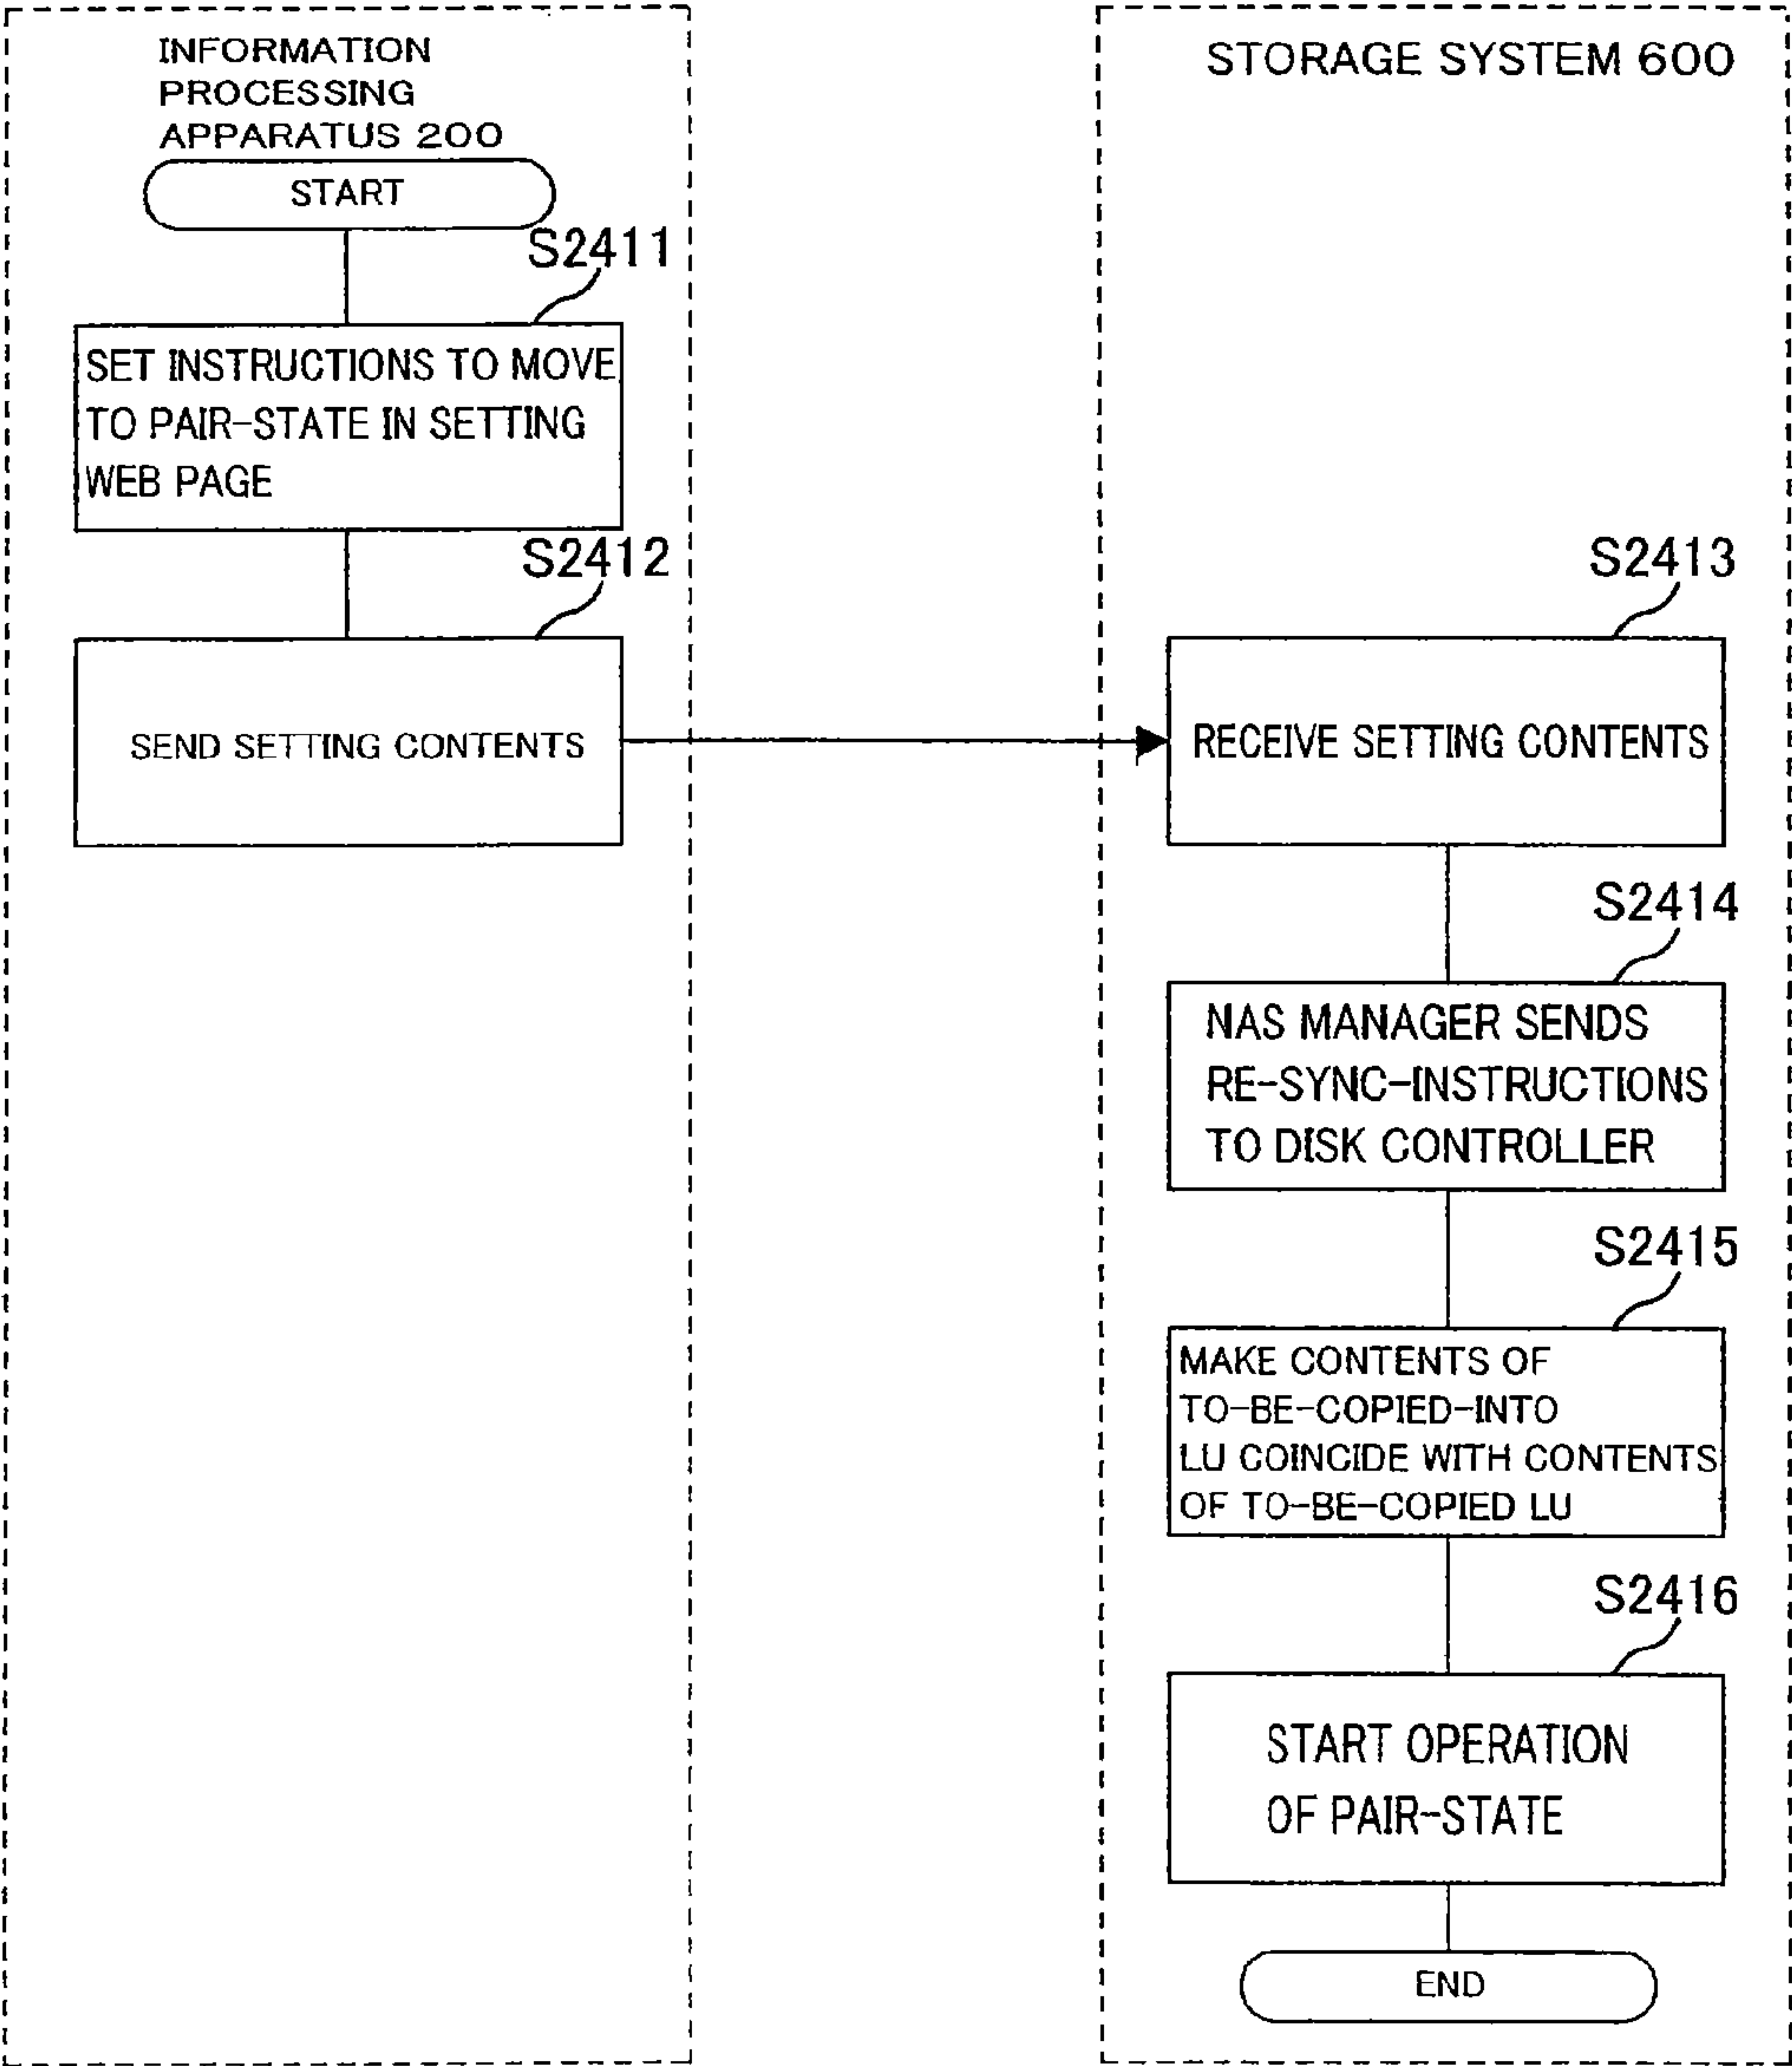 INFORMATION
PROCESSING
APPARATUS 200
START
S2411
SET INSTRUCTIONS TO MOVE
TO PAIR-STATE IN SETTING
WEB PAGE
S2412
SEND SETTING CONTENTS
STORAGE SYSTEM 600
S2413
RECEIVE SETTING CONTENTS
S2414
NAS MANAGER SENDS
RE-SYNC-INSTRUCTIONS
TO DISK CONTROLLER
S2415
MAKE CONTENTS OF
TO-BE-COPIED-INTO
LU COINCIDE WITH CONTENTS
OF TO-BE-COPIED LU
S2416
START OPERATION
OF PAIR-STATE
END